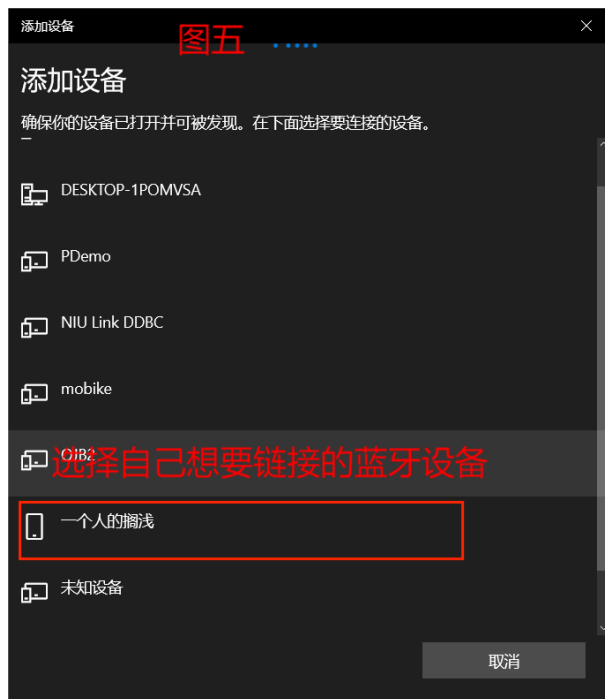 添加设备
图五
添加设备
确保你的设备已打开并可被发现。在下面选择要连接的设备。
DESKTOP-1POMVSA
PDemo
NIU Link DDBC
mobike
选择自己想要链接的蓝牙设备
一个人的搁浅
未知设备
取消